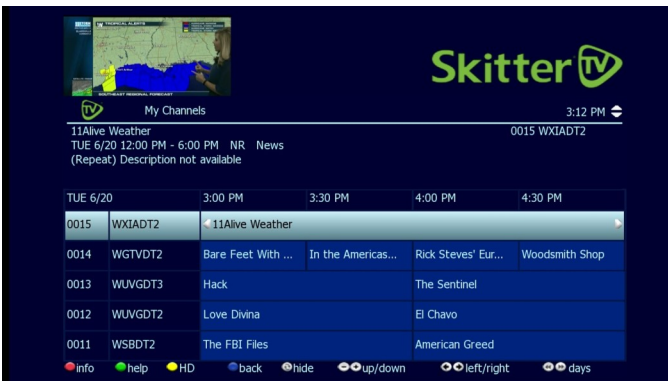 TROPICAL ALERTS
SOUTHEAST REGIONAL FORECAST
Skitter TV
TV My Channels 3:12 PM
11Alive Weather 0015 WXIADT2
TUE 6/20 12:00 PM - 6:00 PM NR News
(Repeat) Description not available
TUE 6/20 3:00 PM 3:30 PM 4:00 PM 4:30 PM
0015 WXIADT2 11Alive Weather
0014 WGTVDT2 Bare Feet With ... In the Americas... Rick Steves' Eur... Woodsmith Shop
0013 WUVGDT3 Hack The Sentinel
0012 WUVGDT2 Love Divina El Chavo
0011 WSBDT2 The FBI Files American Greed
info help HD back hide up/down left/right days